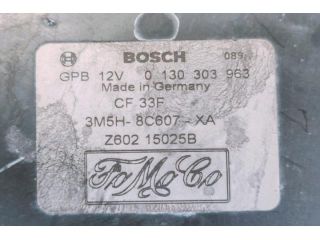 BOSCH 089
GPB 12V 0 130 303 963
Made in Germany
CF 33F
3M5H-8C607-XA
Z602 15025B
FoMoCo